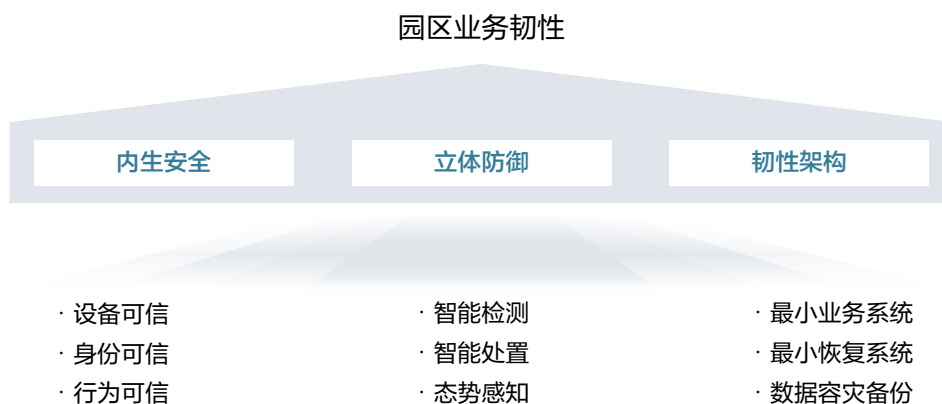 园区业务韧性
内生安全
立体防御
韧性架构
· 设备可信
· 身份可信
· 行为可信
· 智能检测
· 智能处置
· 态势感知
· 最小业务系统
· 最小恢复系统
· 数据容灾备份